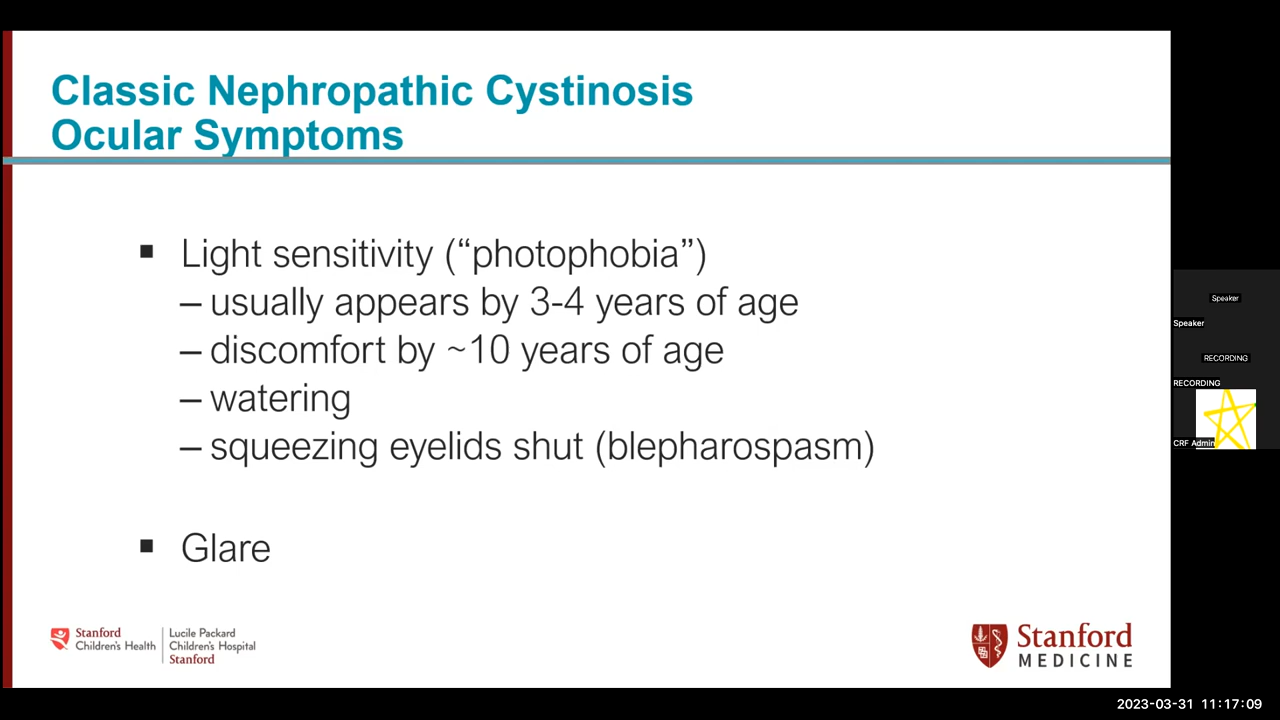 Classic Nephropathic Cystinosis
Ocular Symptoms
▪ Light sensitivity (“photophobia”)
– usually appears by 3-4 years of age
– discomfort by ~10 years of age
– watering
– squeezing eyelids shut (blepharospasm)
▪ Glare
Stanford
Children's Health
Lucile Packard
Children's Hospital
Stanford
Stanford
MEDICINE
Speaker
Speaker
RECORDING
RECORDING
CRF Admin
2023-03-31 11:17:09